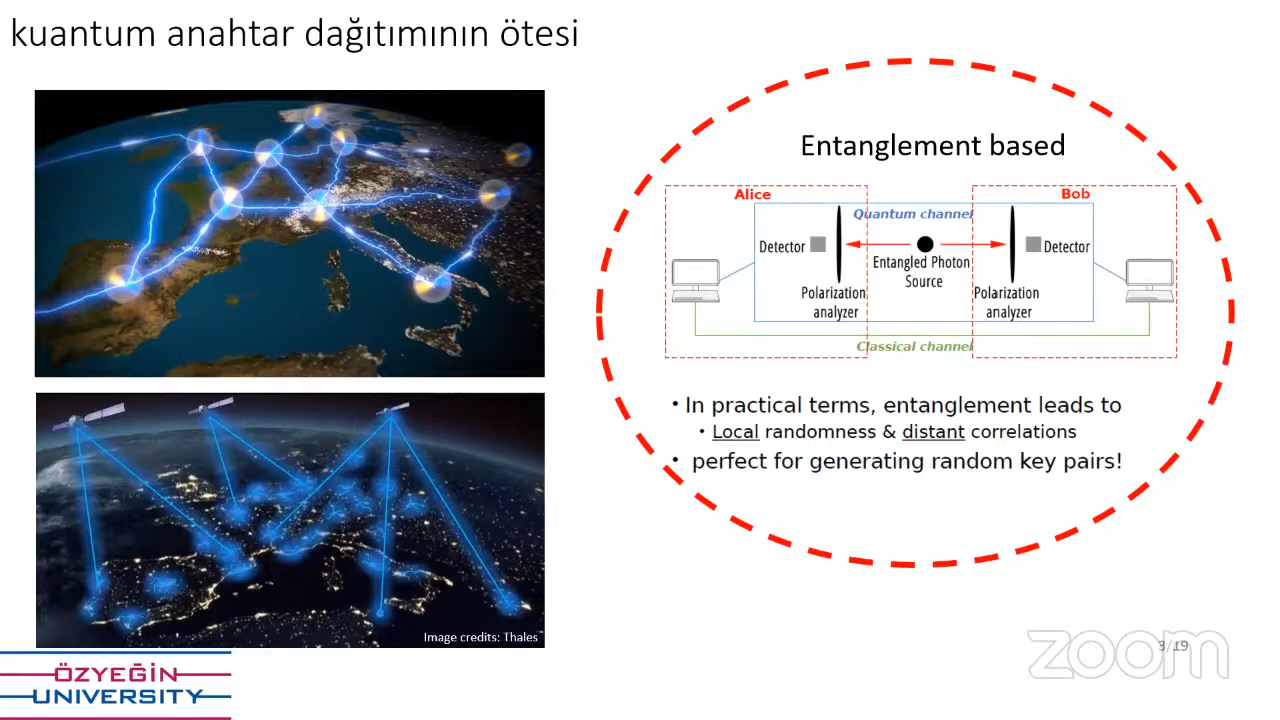 kuantum anahtar dağıtımının ötesi
Image credits: Thales
Entanglement based
Alice
Bob
Quantum channel
Detector
Detector
Entangled Photon
Source
Polarization
analyzer
Polarization
analyzer
Classical channel
• In practical terms, entanglement leads to
• Local randomness & distant correlations
• perfect for generating random key pairs!
ÖZYEĞİN
UNIVERSITY
zoom
3/19